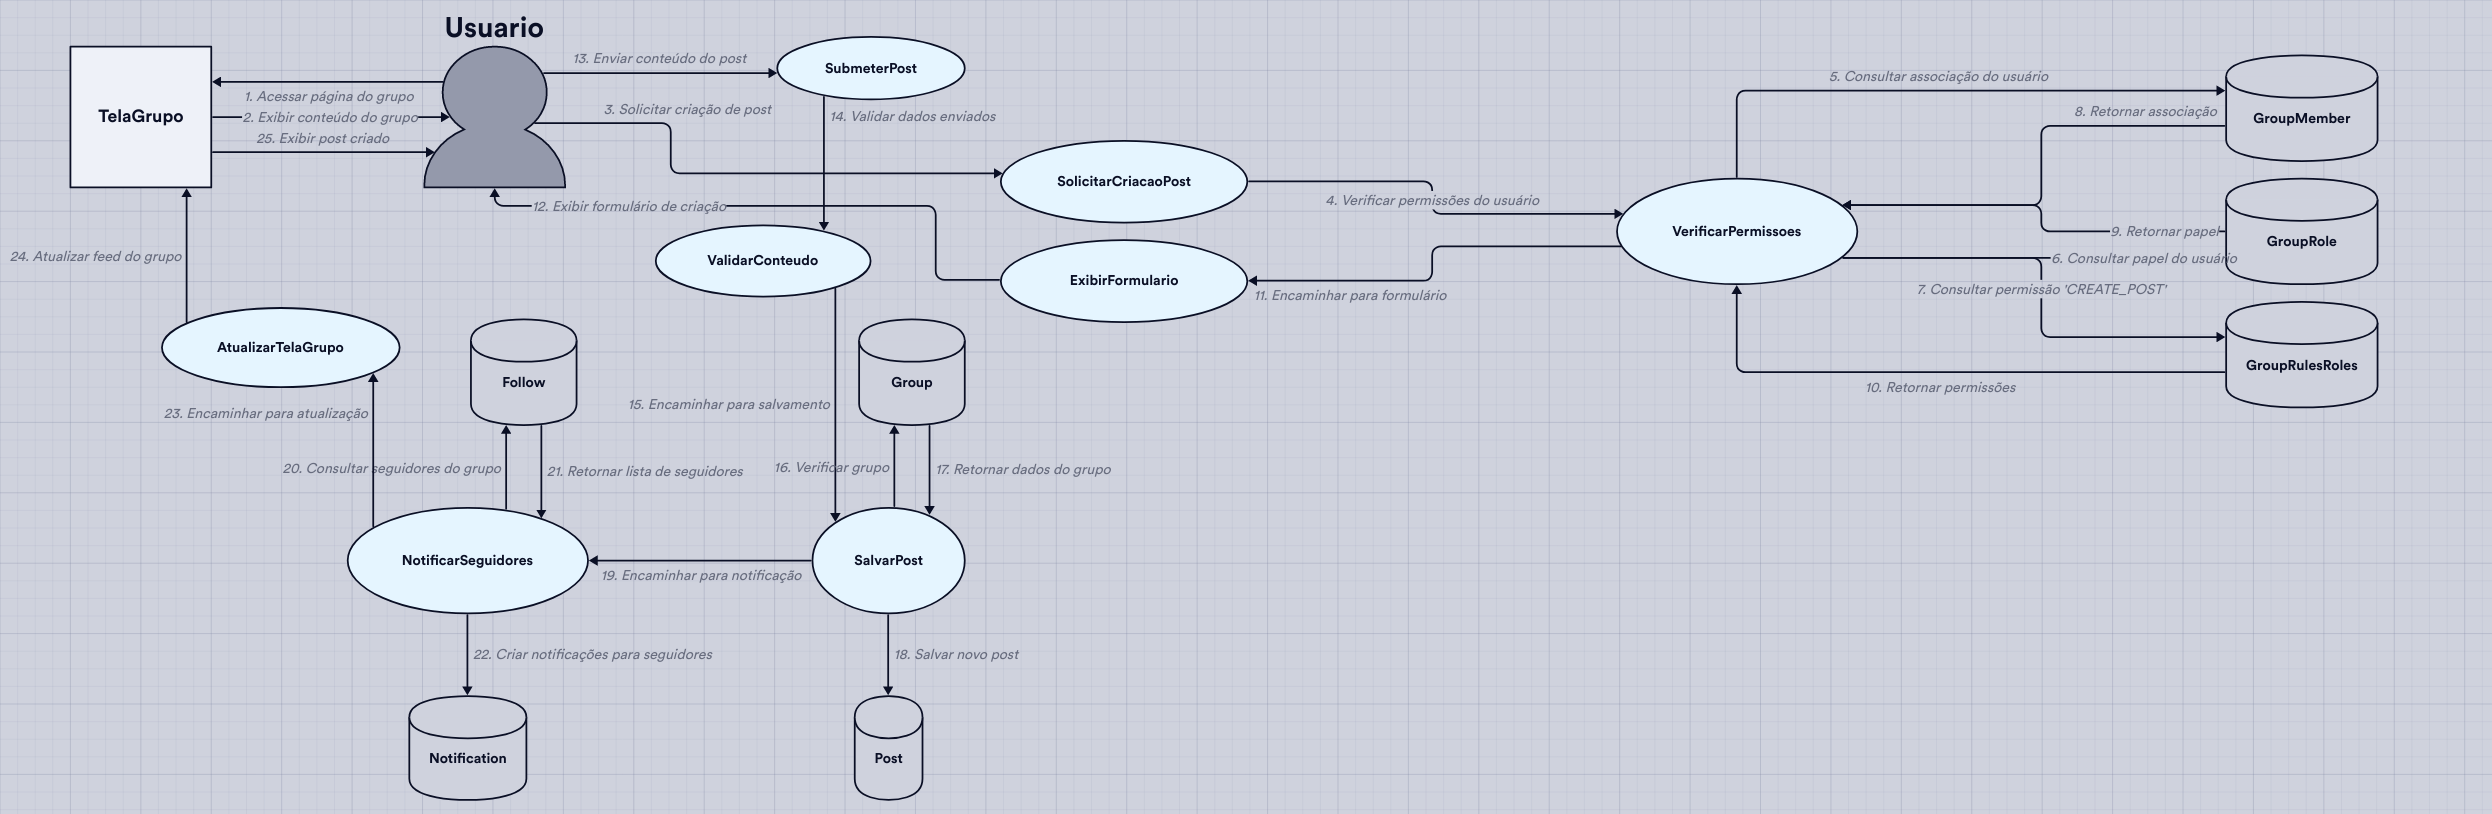 Usuario
TelaGrupo
1. Acessar página do grupo
2. Exibir conteúdo do grupo
25. Exibir post criado
13. Enviar conteúdo do post
SubmeterPost
3. Solicitar criação de post
14. Validar dados enviados
SolicitarCriacaoPost
4. Verificar permissões do usuário
5. Consultar associação do usuário
8. Retornar associação
GroupMember
12. Exibir formulário de criação
VerificarPermissoes
9. Retornar papel
GroupRole
6. Consultar papel do usuário
7. Consultar permissão 'CREATE_POST'
24. Atualizar feed do grupo
ValidarConteudo
ExibirFormulario
11. Encaminhar para formulário
GroupRulesRoles
10. Retornar permissões
AtualizarTelaGrupo
Follow
Group
23. Encaminhar para atualização
15. Encaminhar para salvamento
20. Consultar seguidores do grupo
21. Retornar lista de seguidores
16. Verificar grupo
17. Retornar dados do grupo
NotificarSeguidores
SalvarPost
19. Encaminhar para notificação
22. Criar notificações para seguidores
18. Salvar novo post
Notification
Post